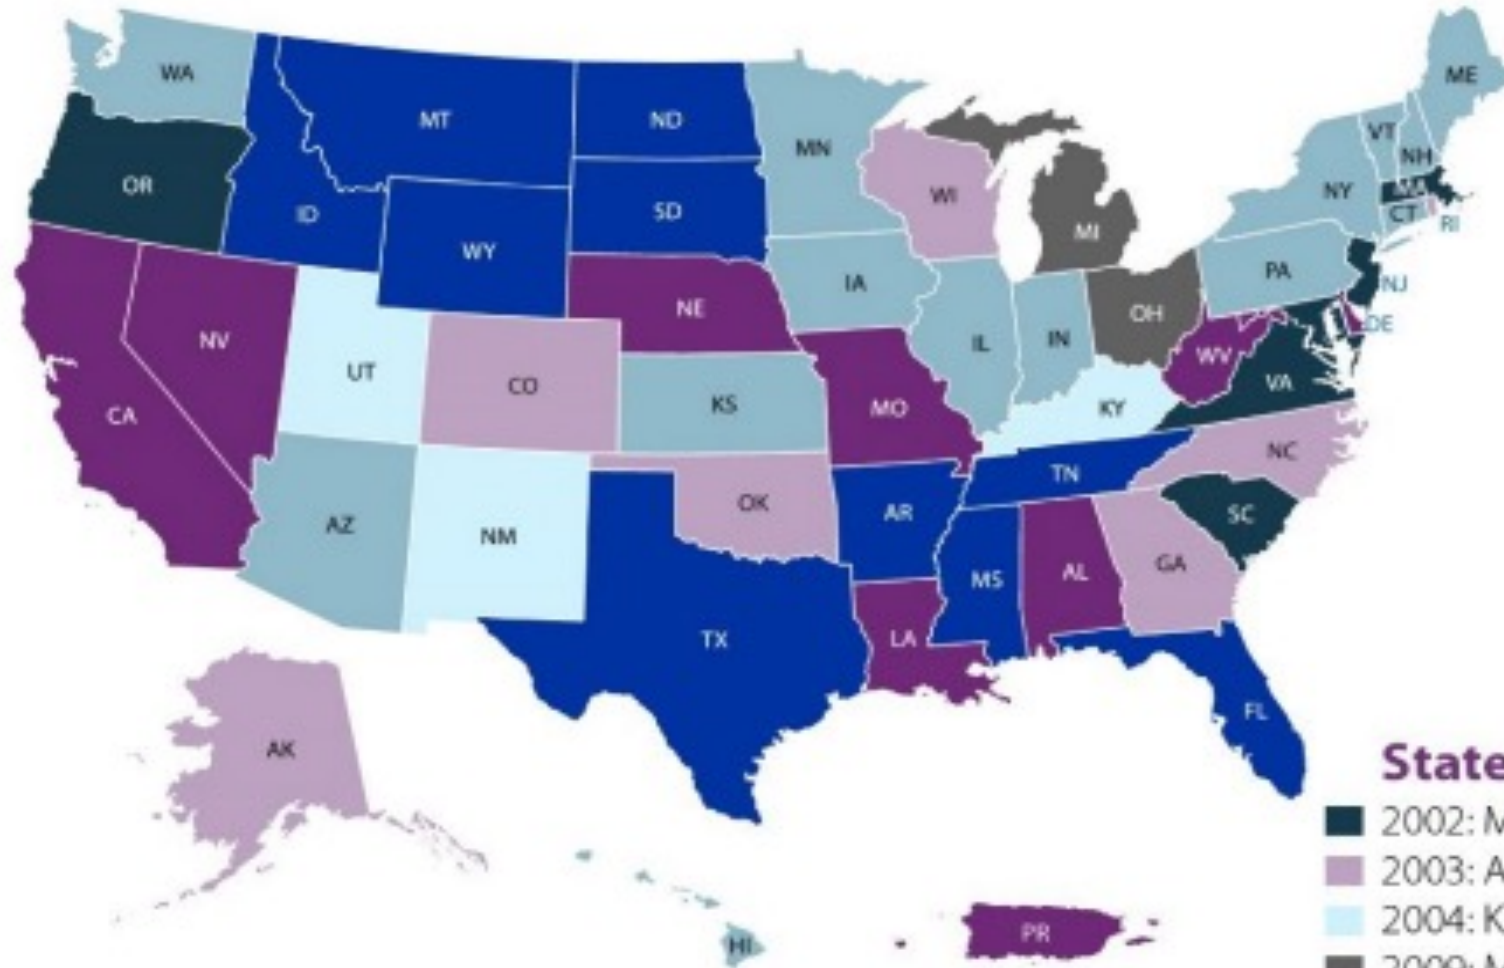 WA
ME
MT
ND
VT
MN
NH
OR
WI
NY
MA
ID
SD
CT
RI
MI
WY
PA
IA
NJ
NE
OH
DE
NV
IL
IN
WV
UT
CO
VA
KS
KY
CA
MO
NC
TN
OK
AR
SC
AZ
NM
GA
AL
MS
TX
LA
FL
AK
State
2002: M
2003: A
2004: K
2009: M
HI
PR